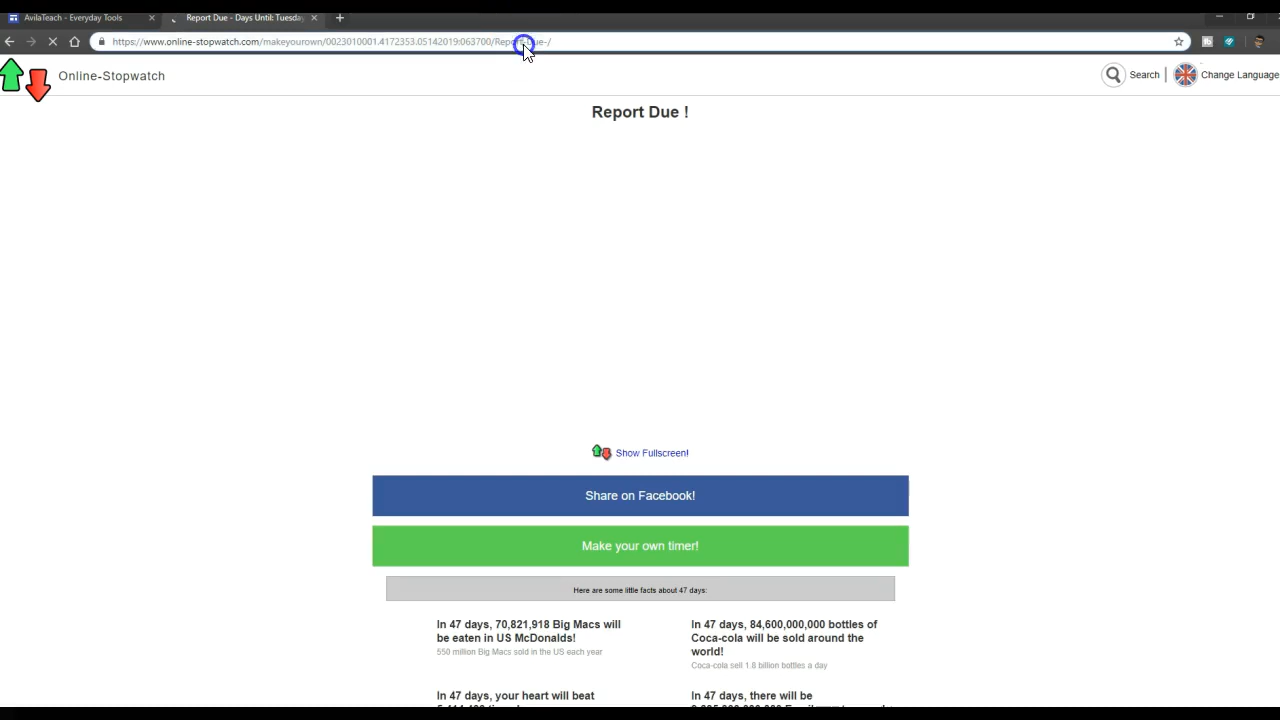 AvilaTeach - Everyday Tools
Report Due - Days Until: Tuesday
https://www.online-stopwatch.com/makeyourown/0023010001.4172353.05142019:063700/Report-Due-/
Online-Stopwatch
Search
Change Language
Report Due !
Show Fullscreen!
Share on Facebook!
Make your own timer!
Here are some little facts about 47 days:
In 47 days, 70,821,918 Big Macs will
be eaten in US McDonalds!
550 million Big Macs sold in the US each year
In 47 days, 84,600,000,000 bottles of
Coca-cola will be sold around the
world!
Coca-cola sell 1.8 billion bottles a day
In 47 days, your heart will beat
In 47 days, there will be